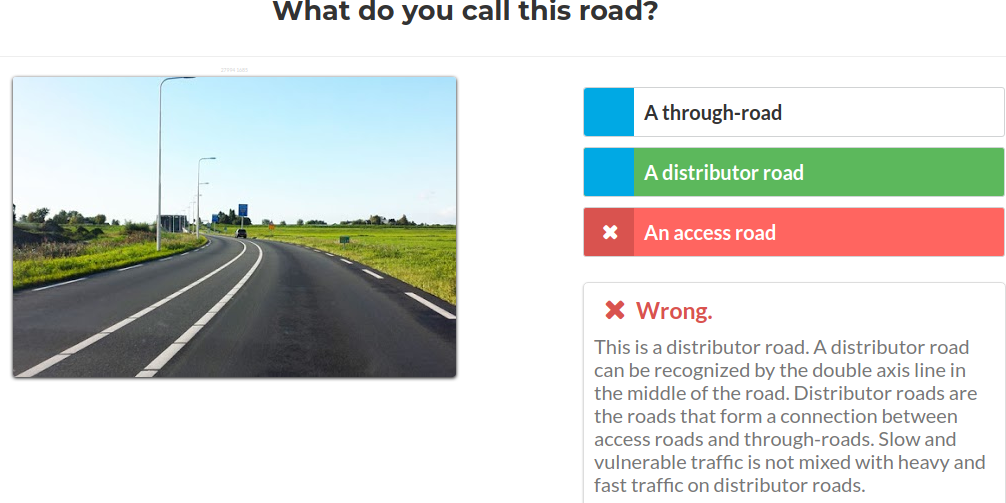 What do you call this road?
A through-road
A distributor road
An access road
Wrong.
This is a distributor road. A distributor road
can be recognized by the double axis line in
the middle of the road. Distributor roads are
the roads that form a connection between
access roads and through-roads. Slow and
vulnerable traffic is not mixed with heavy and
fast traffic on distributor roads.